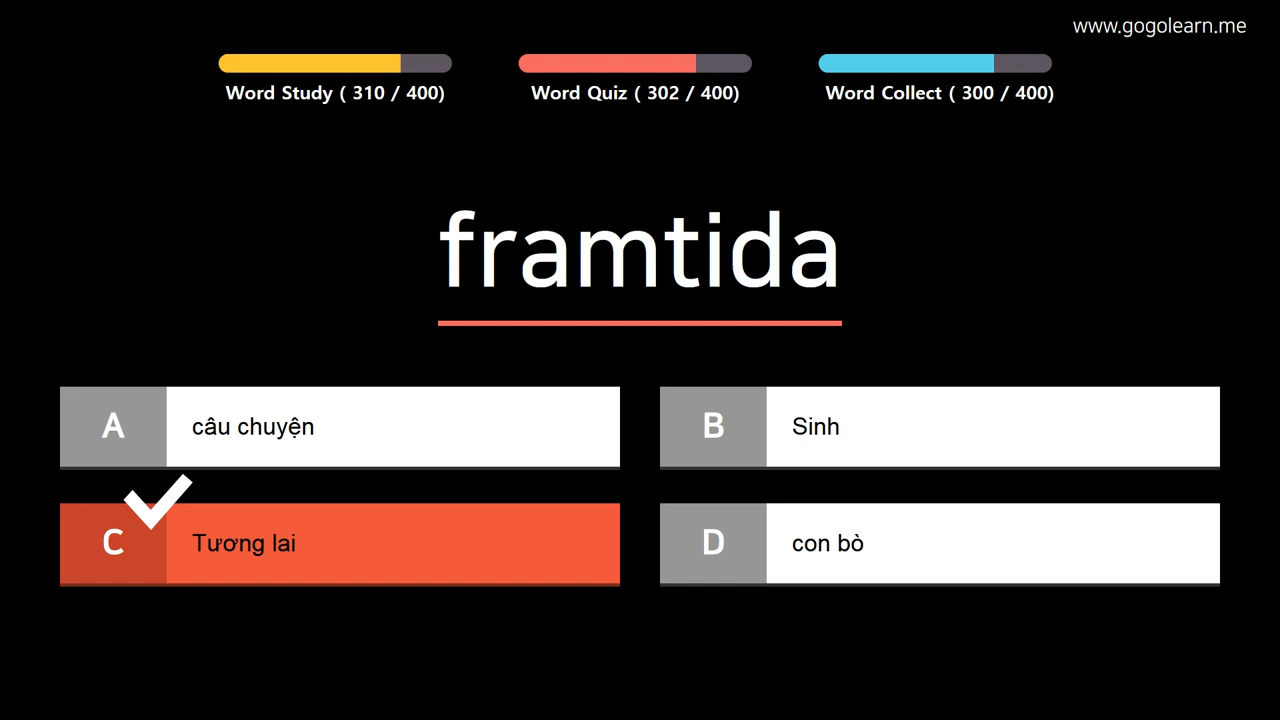 www.gogolearn.me
Word Study ( 310 / 400)
Word Quiz ( 302 / 400)
Word Collect ( 300 / 400)
framtida
A
câu chuyện
B
Sinh
C
Tương lai
D
con bò